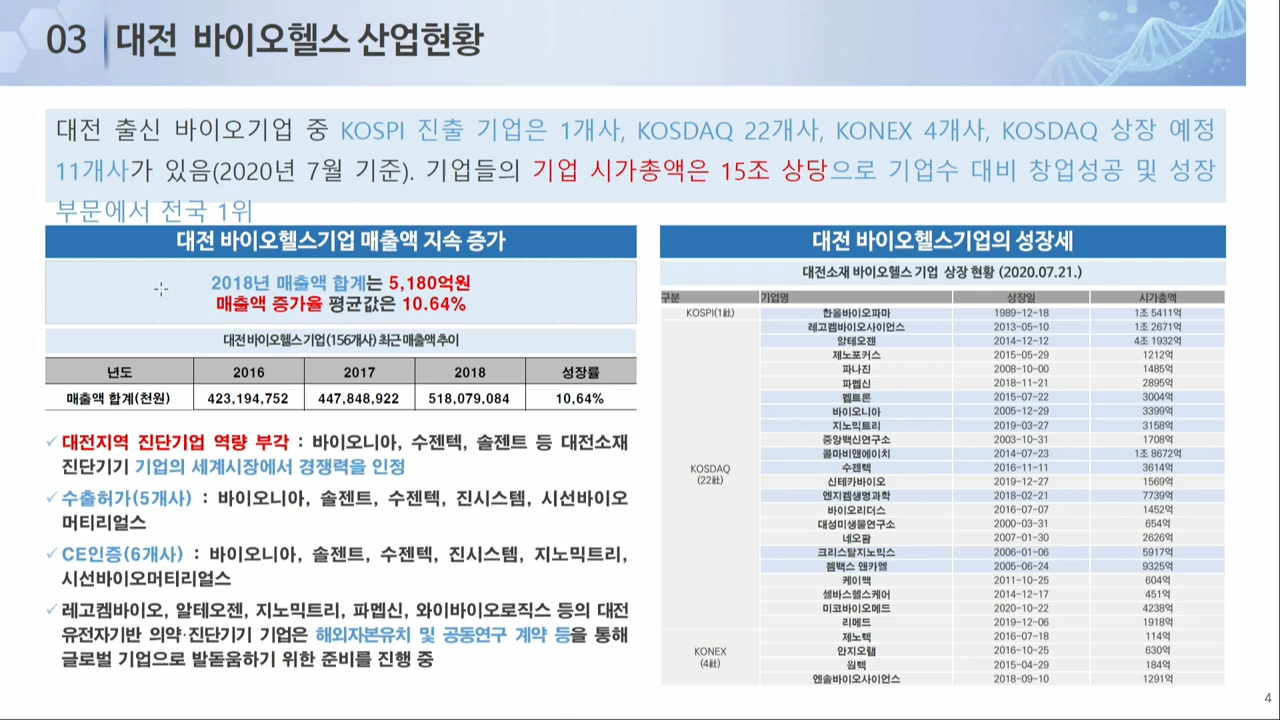 03 대전 바이오헬스 산업현황
대전 출신 바이오기업 중 KOSPI 진출 기업은 1개사, KOSDAQ 22개사, KONEX 4개사, KOSDAQ 상장 예정
11개사가 있음(2020년 7월 기준). 기업들의 기업 시가총액은 15조 상당으로 기업수 대비 창업성공 및 성장
부문에서 전국 1위
대전 바이오헬스기업 매출액 지속 증가
2018년 매출액 합계는 5,180억원
매출액 증가율 평균값은 10.64%
대전 바이오헬스 기업(156개사) 최근 매출액 추이
년도 2016 2017 2018 성장률
매출액 합계(천원) 423,194,752 447,848,922 518,079,084 10,64%
✓ 대전지역 진단기업 역량 부각 : 바이오니아, 수젠텍, 솔젠트 등 대전소재
진단기기 기업의 세계시장에서 경쟁력을 인정
✓ 수출허가(5개사) : 바이오니아, 솔젠트, 수젠텍, 진시스템, 시선바이오
머티리얼스
✓ CE인증(6개사) : 바이오니아, 솔젠트, 수젠텍, 진시스템, 지노믹트리,
시선바이오머티리얼스
✓ 레고켐바이오, 알테오젠, 지노믹트리, 파멥신, 와이바이오로직스 등의 대전
유전자기반 의약·진단기기 기업은 해외자본유치 및 공동연구 계약 등을 통해
글로벌 기업으로 발돋움하기 위한 준비를 진행 중
대전 바이오헬스기업의 성장세
대전소재 바이오헬스 기업 상장 현황 (2020.07.21.)
구분 기업명 상장일 시가총액
KOSPI(1社) 한올바이오파마 1989-12-18 1조 5411억
레고켐바이오사이언스 2013-05-10 1조 2671억
알테오젠 2014-12-12 4조 1932억
제노포커스 2015-05-29 1212억
파나진 2008-10-00 1485억
파멥신 2018-11-21 2895억
펩트론 2015-07-22 3004억
바이오니아 2005-12-29 3399억
지노믹트리 2019-03-27 3158억
중앙백신연구소 2003-10-31 1708억
콜마비앤에이치 2014-07-23 1조 8672억
KOSDAQ
(22社)
수젠텍 2016-11-11 3614억
신테카바이오 2019-12-27 1569억
엔지켐생명과학 2018-02-21 7739억
바이오리더스 2016-07-07 1452억
대성미생물연구소 2000-03-31 654억
네오팜 2007-01-30 2626억
크리스탈지노믹스 2006-01-06 5917억
젬백스 앤카엘 2005-06-24 9325억
케이맥 2011-10-25 604억
셀바스헬스케어 2014-12-17 451억
미코바이오메드 2020-10-22 4238억
리메드 2019-12-06 1918억
KONEX
(4社)
제노텍 2016-07-18 114억
안지오랩 2016-10-25 630억
원텍 2015-04-29 184억
엔솔바이오사이언스 2018-09-10 1291억
4